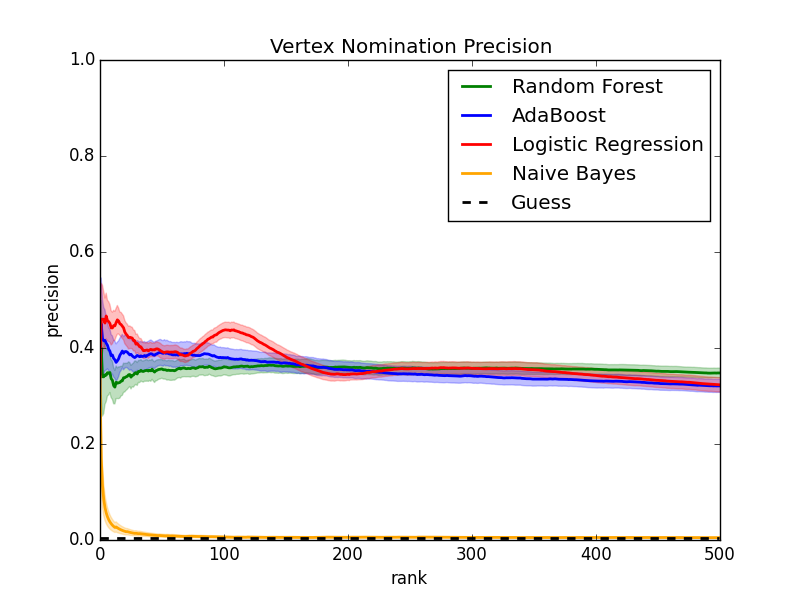 Vertex Nomination Precision
1.0
0.8
0.6
0.4
0.2
0.0
precision
Random Forest
AdaBoost
Logistic Regression
Naive Bayes
Guess
0 100 200 300 400 500
rank